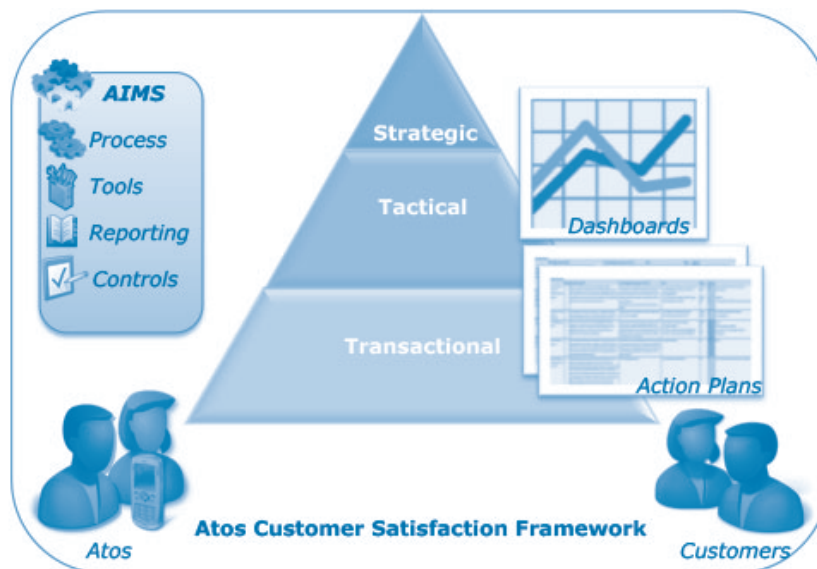 AIMS
Process
Tools
Reporting
Controls
Strategic
Tactical
Transactional
Dashboards
Action Plans
Atos
Atos Customer Satisfaction Framework
Customers